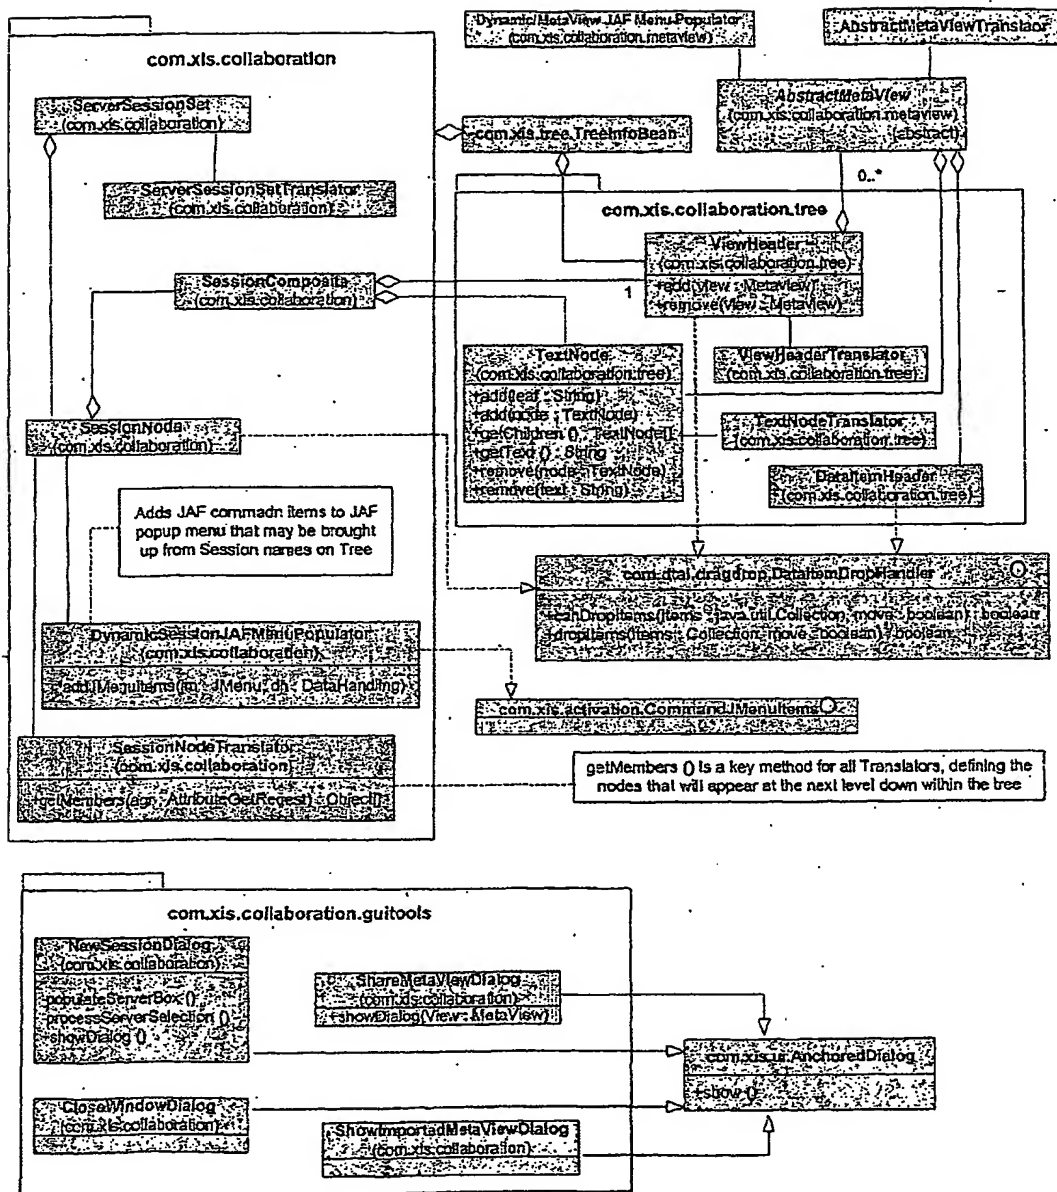 com.xis.collaboration
ServerSessionSet
(com.xis.collaboration)
ServerSessionSetTranslator
(com.xis.collaboration)
SessionComposite
(com.xis.collaboration)
SessionNode
(com.xis.collaboration)
Adds JAF commadn items to JAF
popup menu that may be brought
up from Session names on Tree
DynamicSessionJAFMenuPopulator
(com.xis.collaboration)
SessionNodeTranslator
(com.xis.collaboration)
+getMembers(agr: AttributeGetReqest) : Object[]
Dynamic/MetaView JAF Menu Populator
(com.xis.collaboration.metaview)
AbstractMetaViewTranslaor
AbstractMetaView
(com.xis.collaboration.metaview)
(abstract)
com.xis.tree.TreeInfoBean
0..*
com.xis.collaboration.tree
ViewHeader
(com.xis.collaboration.tree)
+add(view : Metaview)
+remove(view : Metaview)
1
ViewHeaderTranslator
(com.xis.collaboration.tree)
TextNode
(com.xis.collaboration.tree)
+add(leaf : String)
+add(node : TextNode)
+getChildren () : TextNode[]
+getText () : String
+remove(node : TextNode)
+remove(text : String)
TextNodeTranslator
(com.xis.collaboration.tree)
DataItemHeader
(com.xis.collaboration.tree)
com.dtai.dragdrop.DataItemDropHandler
+canDropItems(items : java.util.Collection, move : boolean) : boolean
+dropItems(items : Collection, move : boolean) : boolean
com.xis.activation.CommandJMenuItems
getMembers () is a key method for all Translators, defining the
nodes that will appear at the next level down within the tree
com.xis.collaboration.guitools
NewSessionDialog
(com.xis.collaboration)
populateServerBox ()
processServerSelection ()
+showDialog ()
ShareMetaViewDialog
(com.xis.collaboration)
+showDialog(View : MetaView)
CloseWindowDialog
(com.xis.collaboration)
ShowImportedMetaViewDialog
(com.xis.collaboration)
com.xis.ui.AnchoredDialog
+show ()